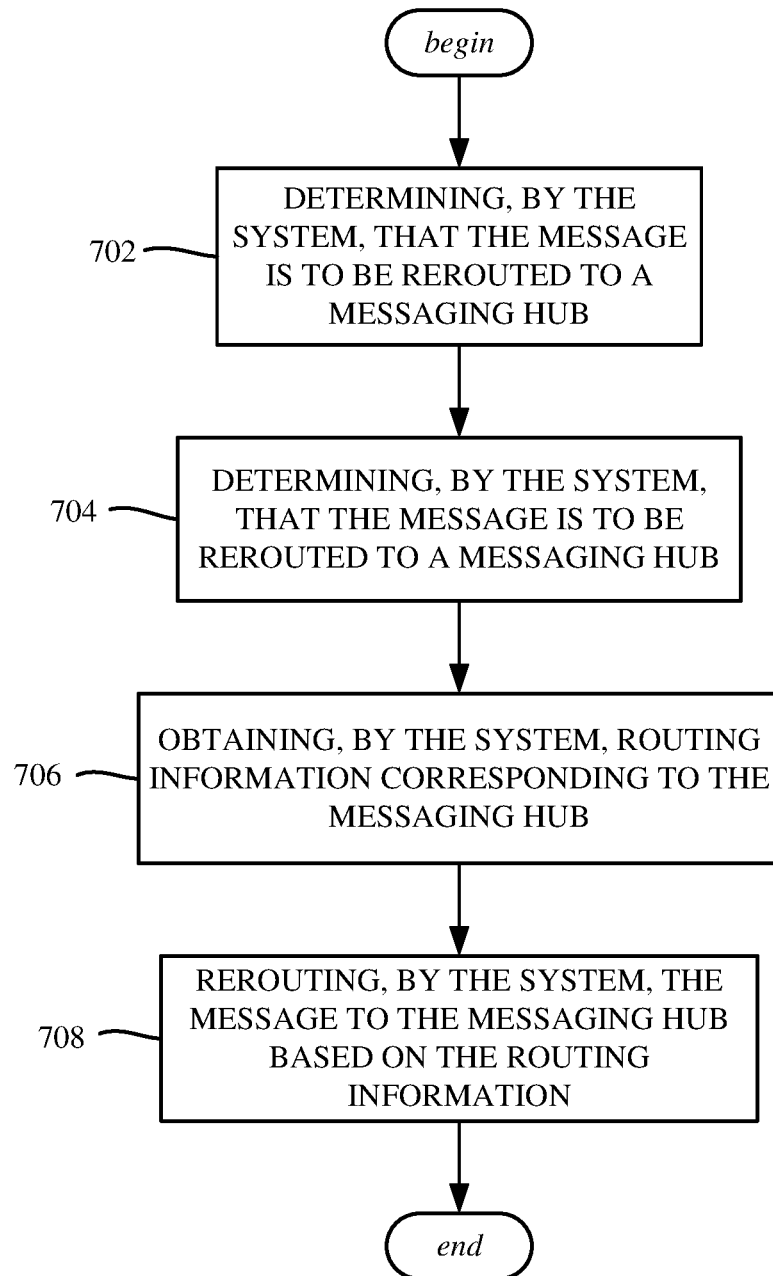 begin
702
DETERMINING, BY THE
SYSTEM, THAT THE MESSAGE
IS TO BE REROUTED TO A
MESSAGING HUB
704
DETERMINING, BY THE SYSTEM,
THAT THE MESSAGE IS TO BE
REROUTED TO A MESSAGING HUB
706
OBTAINING, BY THE SYSTEM, ROUTING
INFORMATION CORRESPONDING TO THE
MESSAGING HUB
708
REROUTING, BY THE SYSTEM, THE
MESSAGE TO THE MESSAGING HUB
BASED ON THE ROUTING
INFORMATION
end